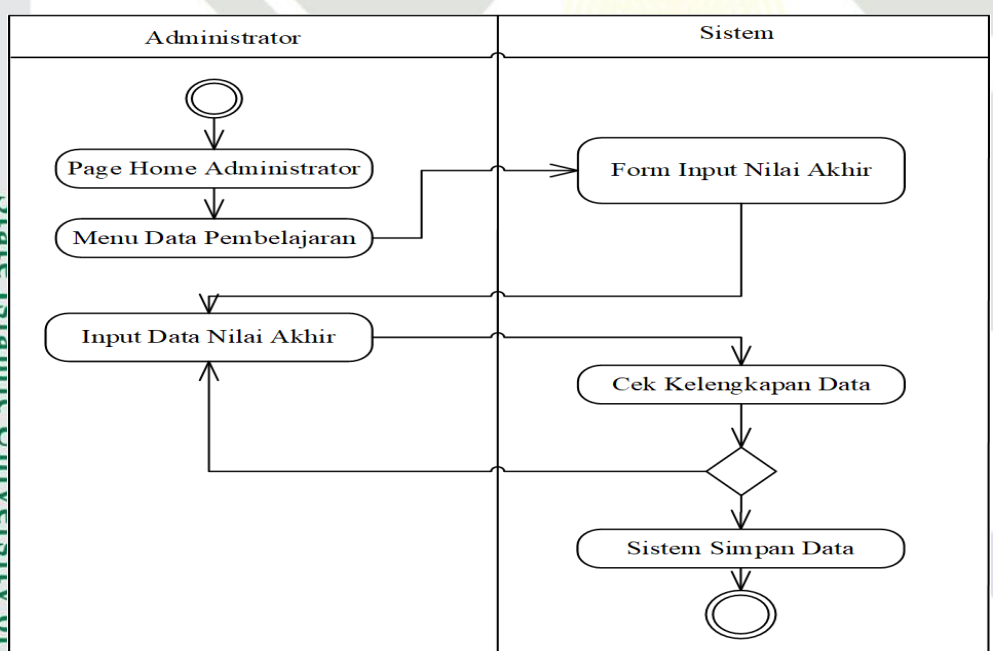 Administrator
Sistem
Page Home Administrator
Form Input Nilai Akhir
Menu Data Pembelajaran
Input Data Nilai Akhir
Cek Kelengkapan Data
Sistem Simpan Data